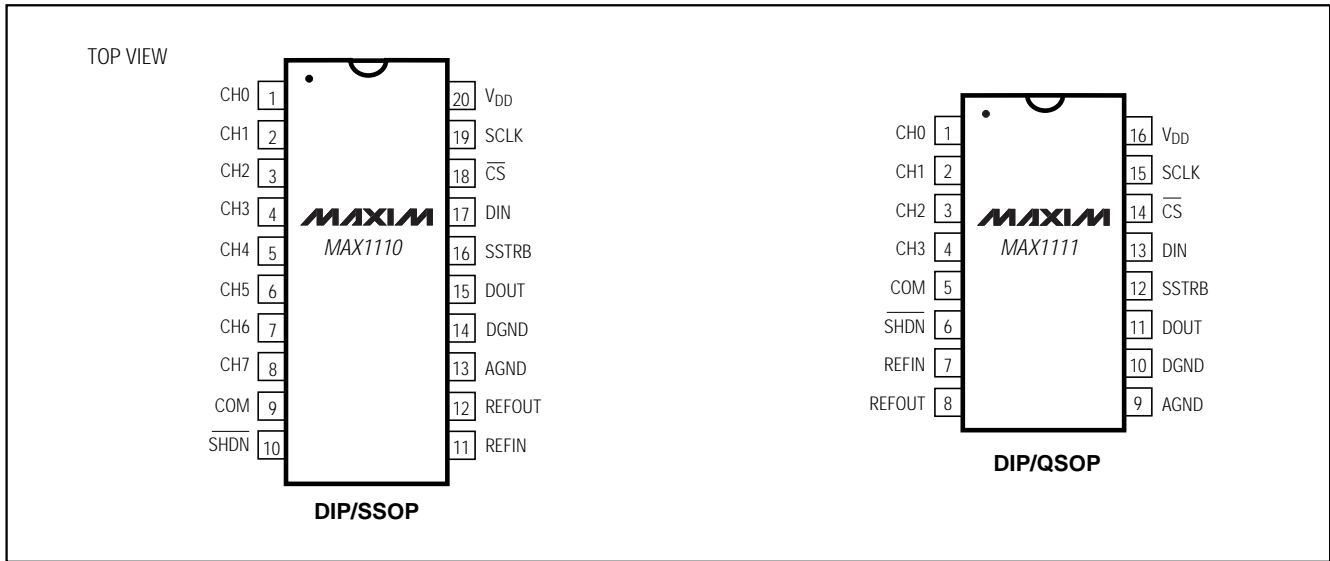 TOP VIEW
CH0 1 20 VDD
CH1 2 19 SCLK
CH2 3 18 C̅S̅
CH3 4 17 DIN
CH4 5 16 SSTRB
CH5 6 15 DOUT
CH6 7 14 DGND
CH7 8 13 AGND
COM 9 12 REFOUT
S̅H̅D̅N̅ 10 11 REFIN
MAXIM
MAX1110
DIP/SSOP
CH0 1 16 VDD
CH1 2 15 SCLK
CH2 3 14 C̅S̅
CH3 4 13 DIN
COM 5 12 SSTRB
S̅H̅D̅N̅ 6 11 DOUT
REFIN 7 10 DGND
REFOUT 8 9 AGND
MAXIM
MAX1111
DIP/QSOP